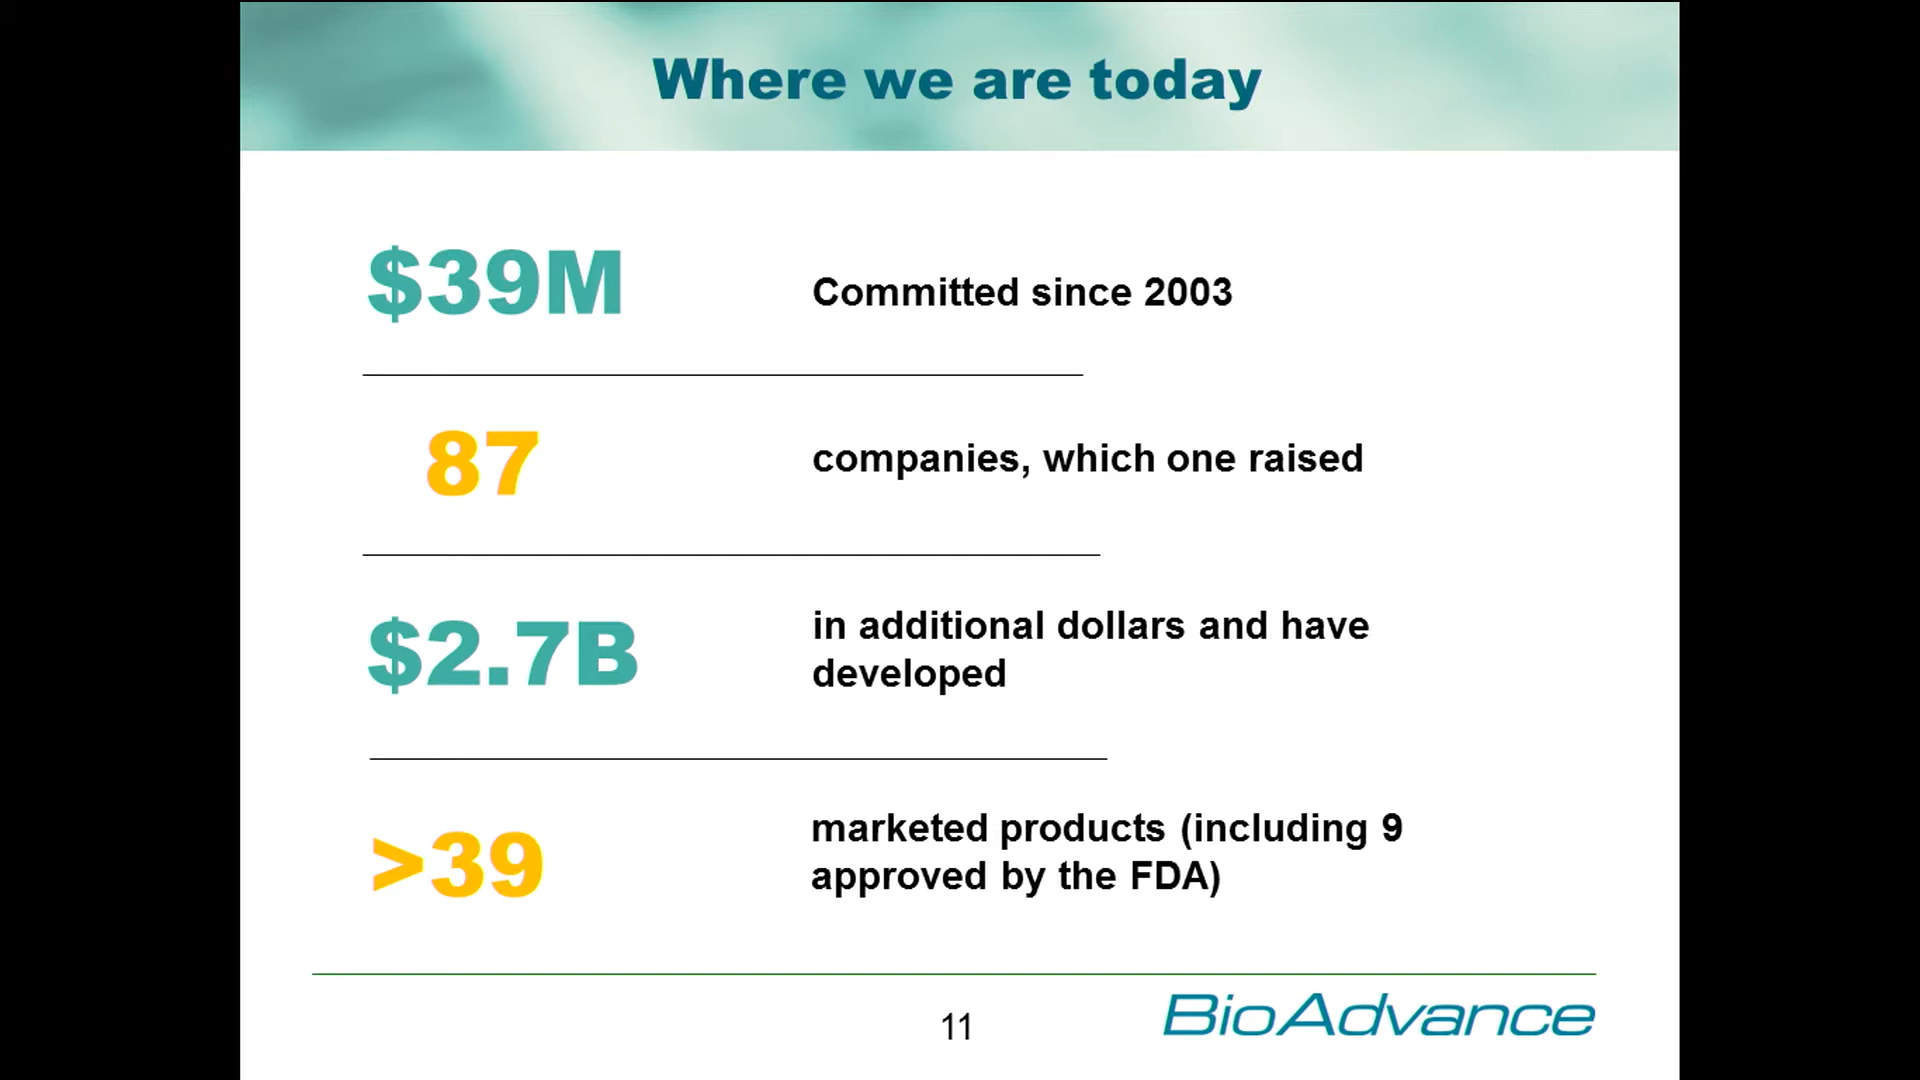 Where we are today
$39M
Committed since 2003
87
companies, which one raised
$2.7B
in additional dollars and have
developed
>39
marketed products (including 9
approved by the FDA)
11
BioAdvance